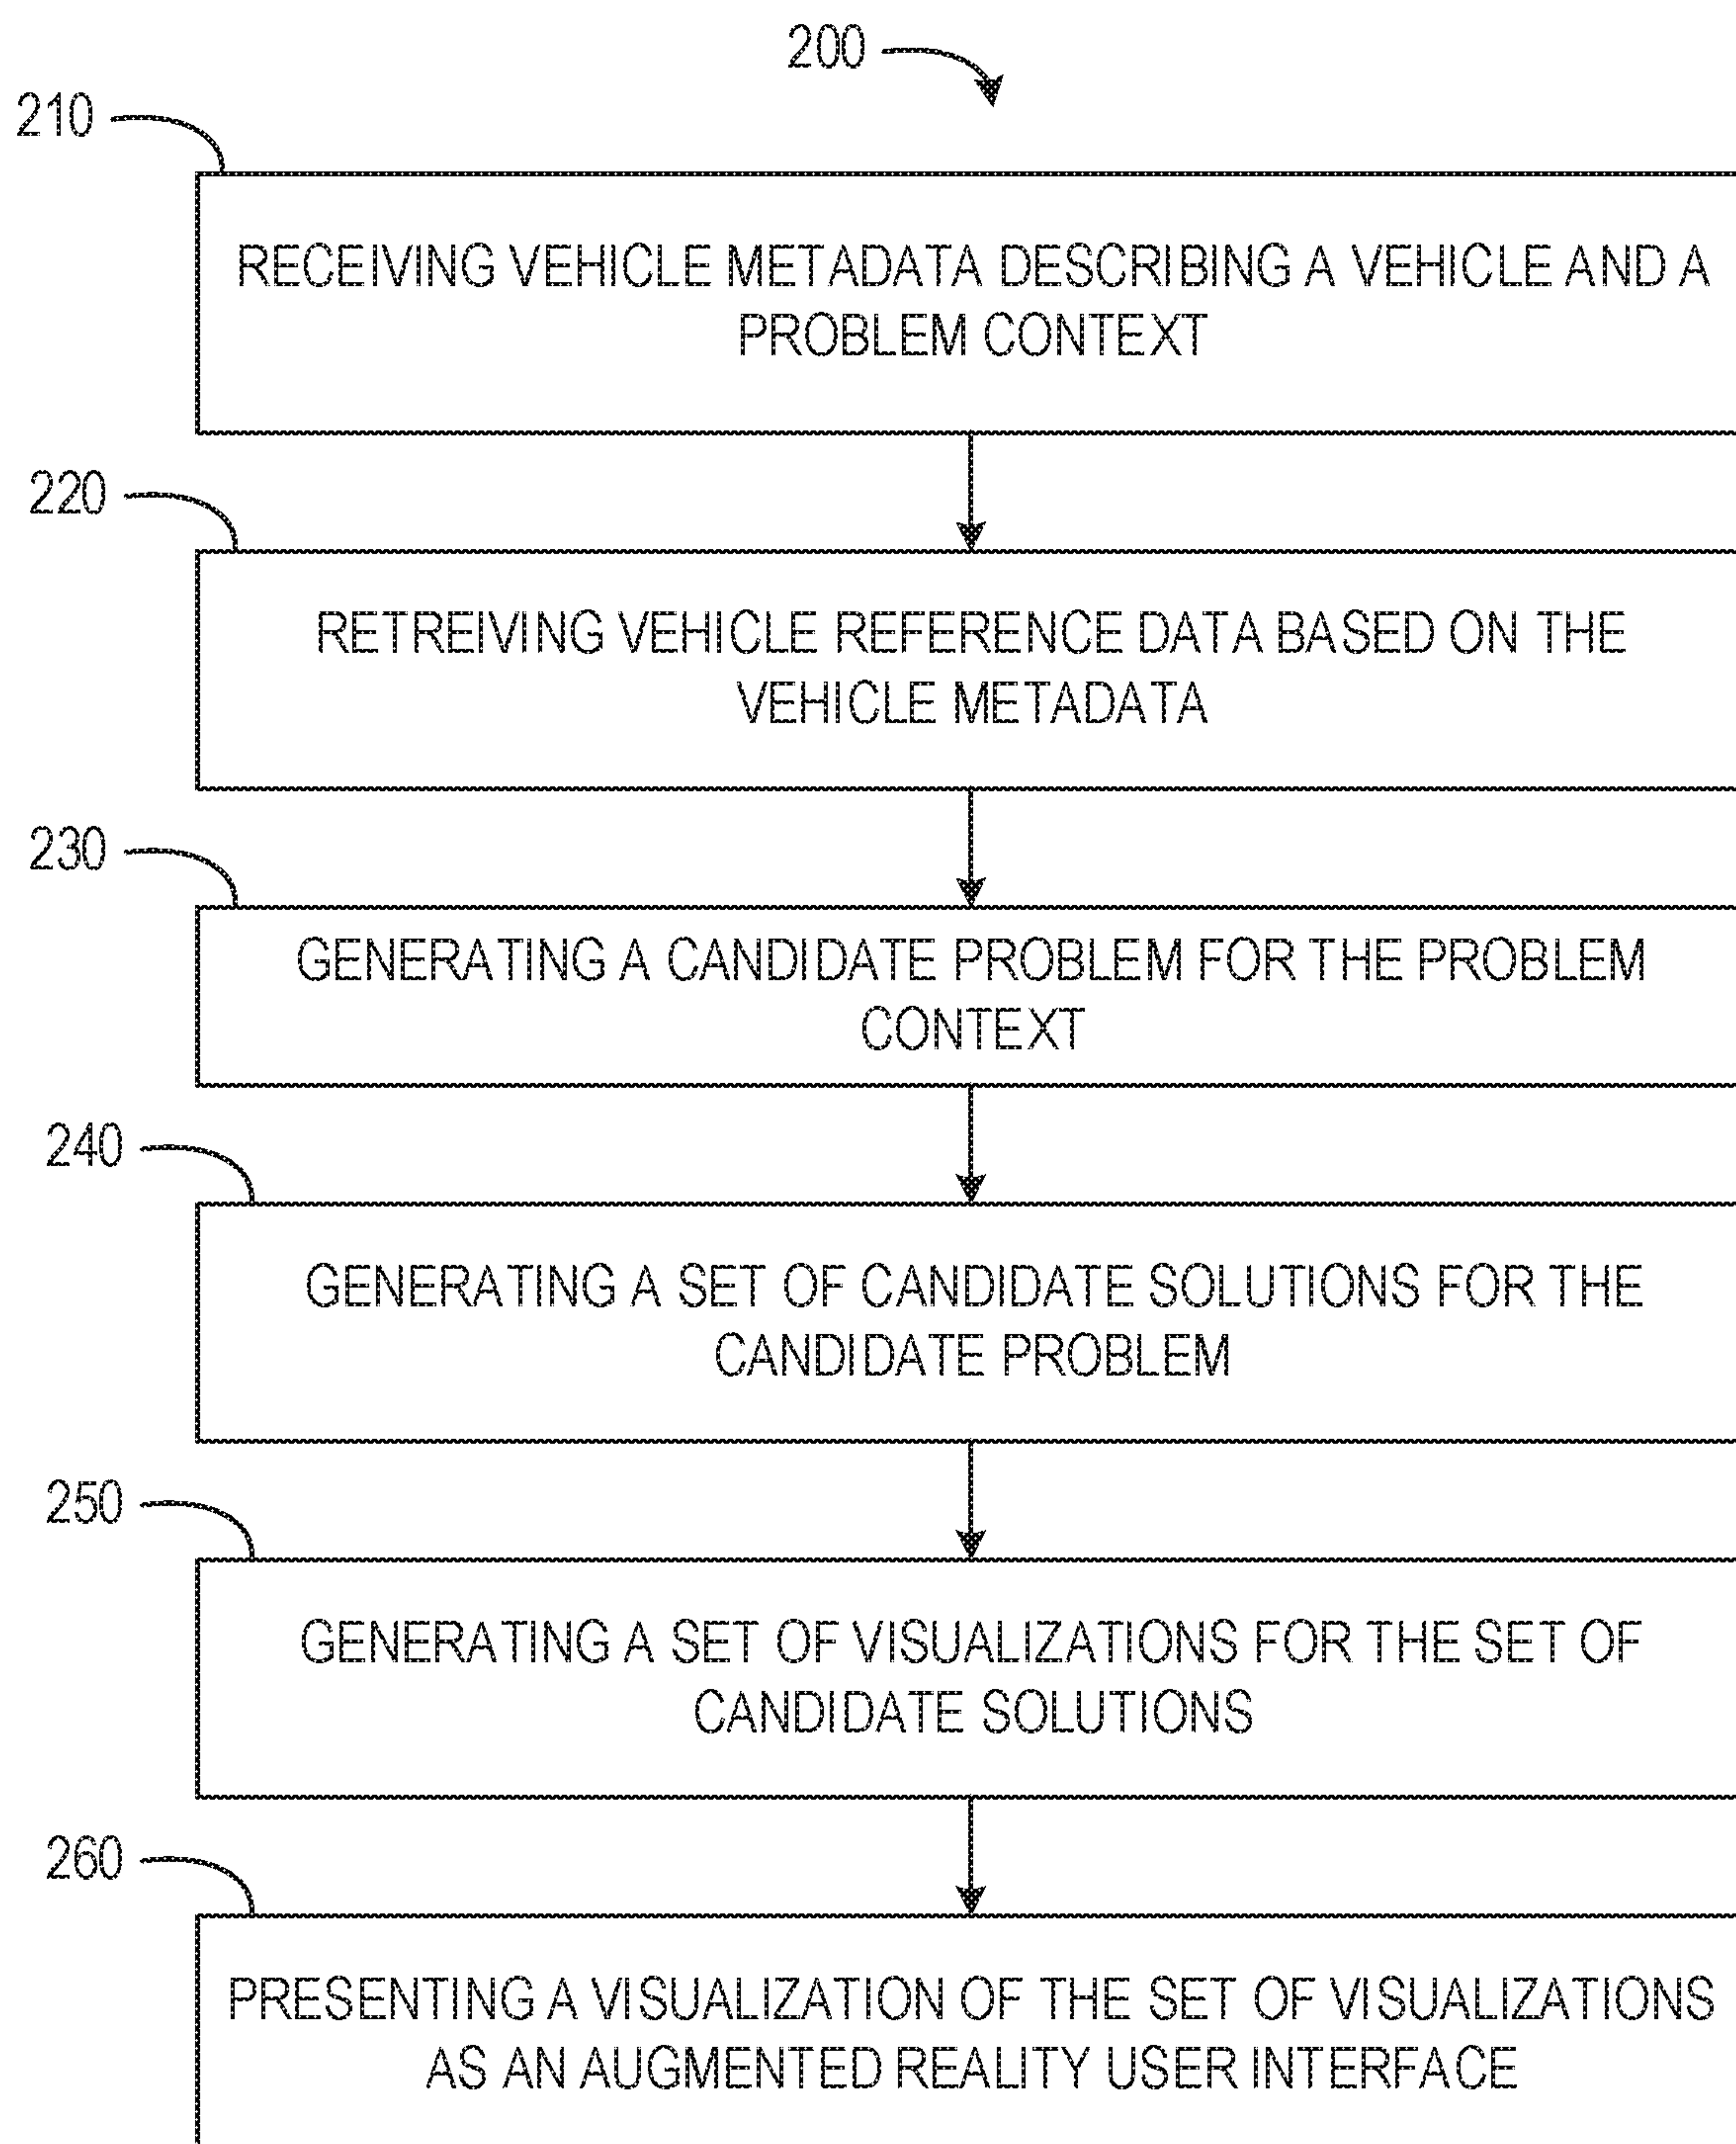 200
210
RECEIVING VEHICLE METADATA DESCRIBING A VEHICLE AND A
PROBLEM CONTEXT
220
RETREIVING VEHICLE REFERENCE DATA BASED ON THE
VEHICLE METADATA
230
GENERATING A CANDIDATE PROBLEM FOR THE PROBLEM
CONTEXT
240
GENERATING A SET OF CANDIDATE SOLUTIONS FOR THE
CANDIDATE PROBLEM
250
GENERATING A SET OF VISUALIZATIONS FOR THE SET OF
CANDIDATE SOLUTIONS
260
PRESENTING A VISUALIZATION OF THE SET OF VISUALIZATIONS
AS AN AUGMENTED REALITY USER INTERFACE